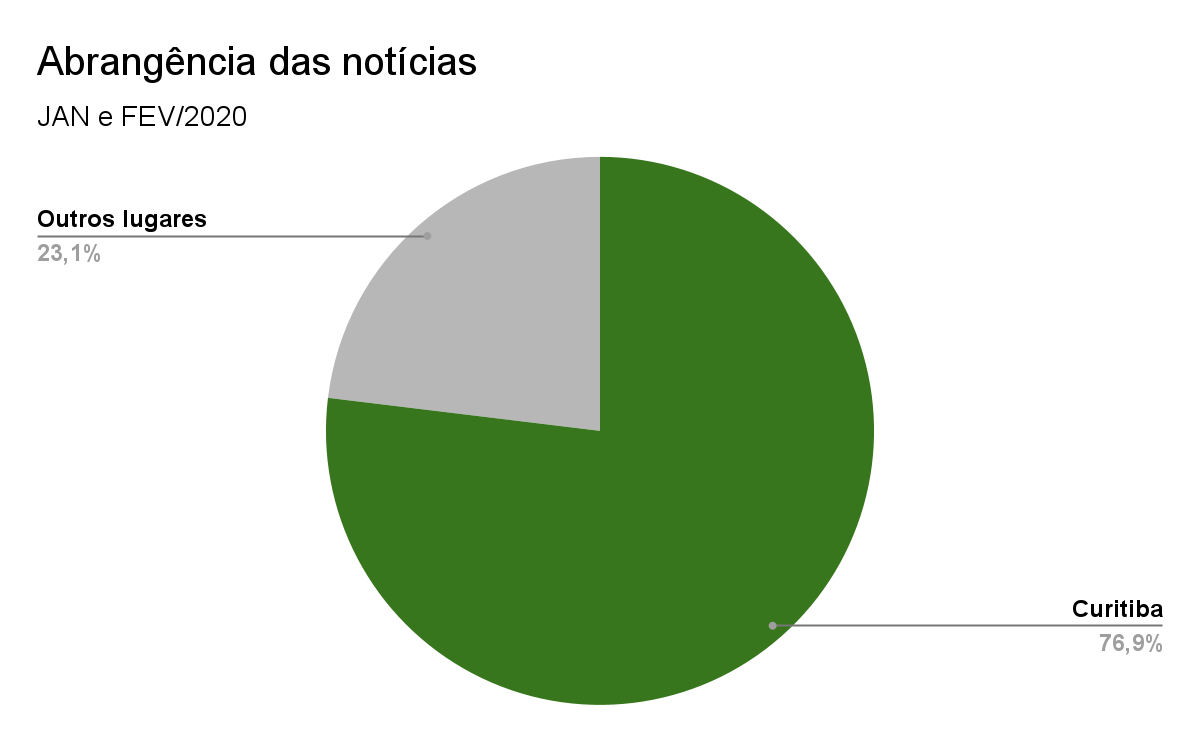 Abrangência das notícias
JAN e FEV/2020
Outros lugares
23,1%
Curitiba
76,9%